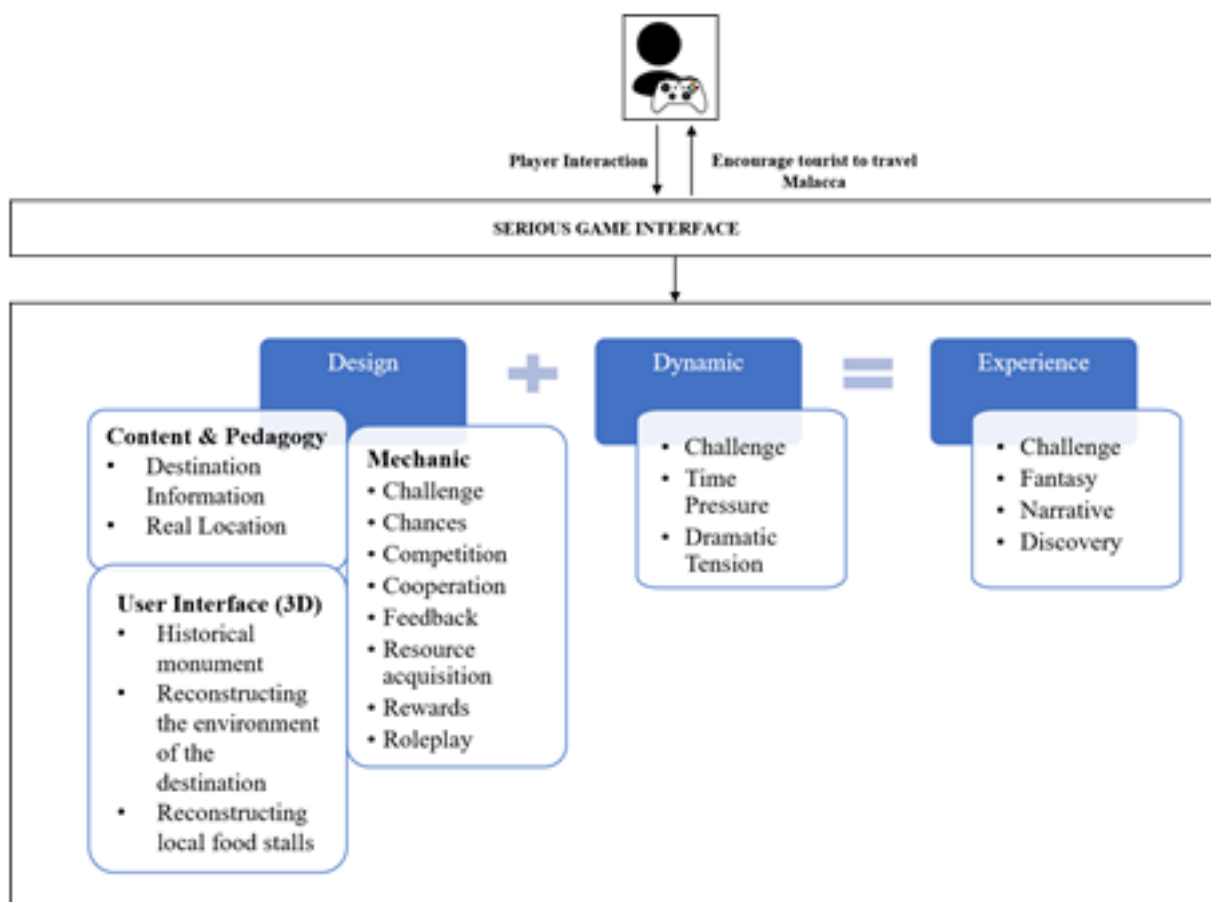 Player Interaction
Encourage tourist to travel
Malacca
SERIOUS GAME INTERFACE
Design
Dynamic
Experience
Content & Pedagogy
• Destination
Information
• Real Location
User Interface (3D)
• Historical
monument
• Reconstructing
the environment
of the
destination
• Reconstructing
local food stalls
Mechanic
• Challenge
• Chances
• Competition
• Cooperation
• Feedback
• Resource
acquisition
• Rewards
• Roleplay
• Challenge
• Time
Pressure
• Dramatic
Tension
• Challenge
• Fantasy
• Narrative
• Discovery